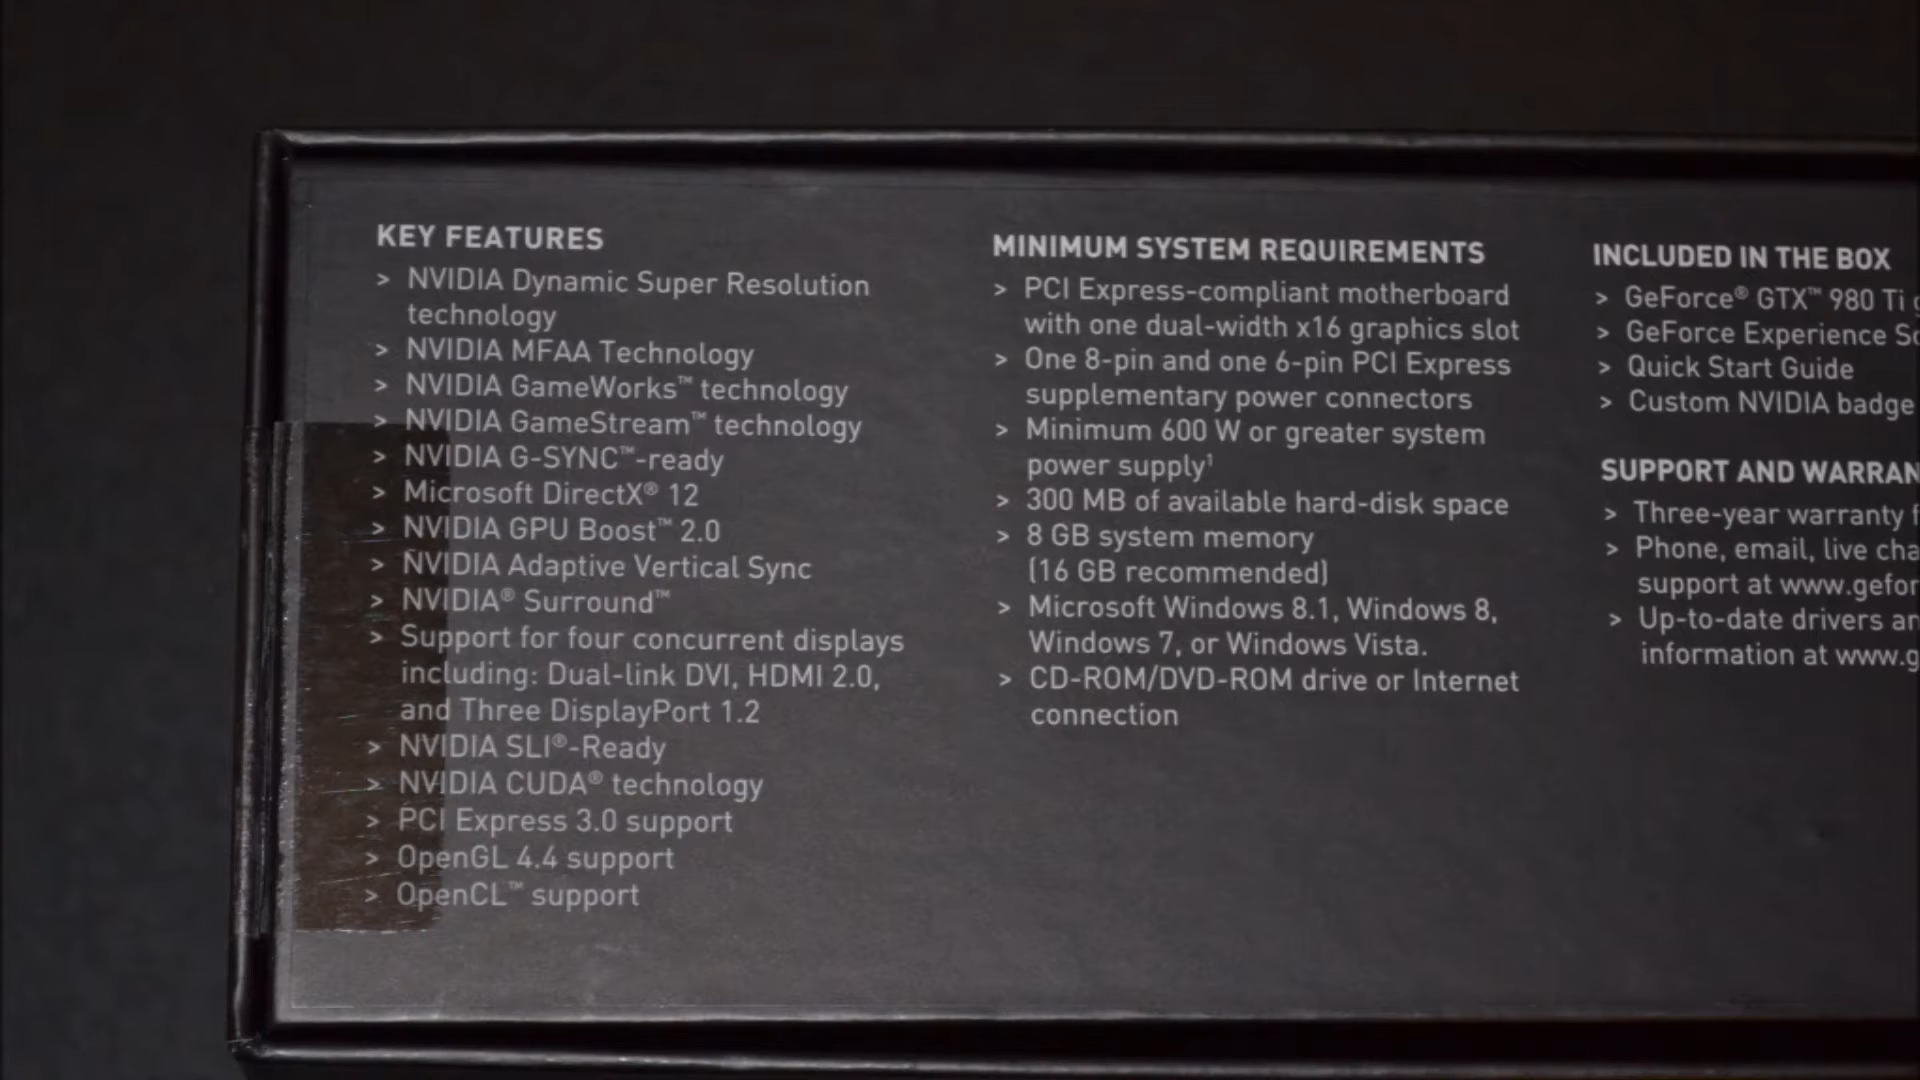 KEY FEATURES
> NVIDIA Dynamic Super Resolution
technology
> NVIDIA MFAA Technology
> NVIDIA GameWorks™ technology
> NVIDIA GameStream™ technology
> NVIDIA G-SYNC™-ready
> Microsoft DirectX® 12
> NVIDIA GPU Boost™ 2.0
> NVIDIA Adaptive Vertical Sync
> NVIDIA® Surround™
> Support for four concurrent displays
including: Dual-link DVI, HDMI 2.0,
and Three DisplayPort 1.2
> NVIDIA SLI®-Ready
> NVIDIA CUDA® technology
> PCI Express 3.0 support
> OpenGL 4.4 support
> OpenCL™ support
MINIMUM SYSTEM REQUIREMENTS
> PCI Express-compliant motherboard
with one dual-width x16 graphics slot
> One 8-pin and one 6-pin PCI Express
supplementary power connectors
> Minimum 600 W or greater system
power supply¹
> 300 MB of available hard-disk space
> 8 GB system memory
(16 GB recommended)
> Microsoft Windows 8.1, Windows 8,
Windows 7, or Windows Vista.
> CD-ROM/DVD-ROM drive or Internet
connection
INCLUDED IN THE BOX
> GeForce® GTX™ 980 Ti
> GeForce Experience
> Quick Start Guide
> Custom NVIDIA badge
SUPPORT AND
> Three-year warranty
> Phone, email, live
support at
> Up-to-date drivers
information at